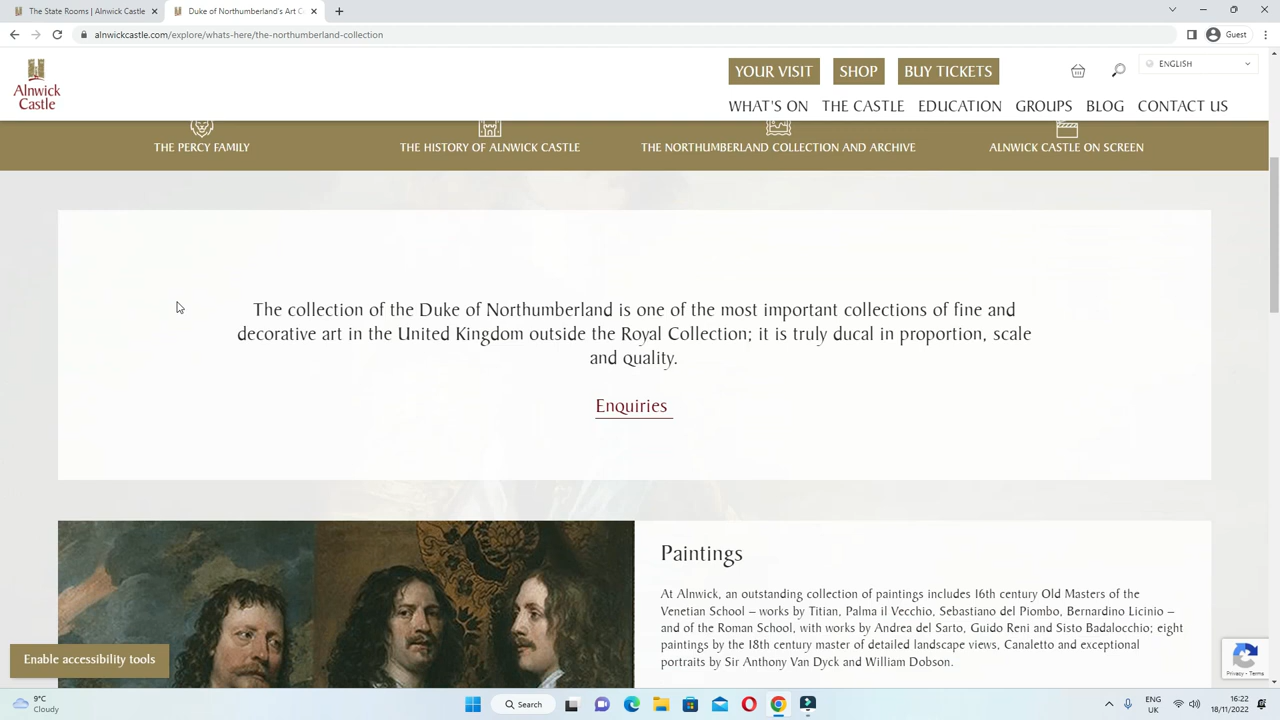 The State Rooms | Alnwick Castle
Duke of Northumberland's Art C
alnwickcastle.com/explore/whats-here/the-northumberland-collection
Guest
Alnwick
Castle
YOUR VISIT
SHOP
BUY TICKETS
ENGLISH
WHAT'S ON
THE CASTLE
EDUCATION
GROUPS
BLOG
CONTACT US
THE PERCY FAMILY
THE HISTORY OF ALNWICK CASTLE
THE NORTHUMBERLAND COLLECTION AND ARCHIVE
ALNWICK CASTLE ON SCREEN
The collection of the Duke of Northumberland is one of the most important collections of fine and
decorative art in the United Kingdom outside the Royal Collection; it is truly ducal in proportion, scale
and quality.
Enquiries
Paintings
At Alnwick, an outstanding collection of paintings includes 16th century Old Masters of the
Venetian School – works by Titian, Palma il Vecchio, Sebastiano del Piombo, Bernardino Licinio –
and of the Roman School, with works by Andrea del Sarto, Guido Reni and Sisto Badalocchio; eight
paintings by the 18th century master of detailed landscape views, Canaletto and exceptional
portraits by Sir Anthony Van Dyck and William Dobson.
Enable accessibility tools
Privacy - Terms
9°C
Cloudy
Search
ENG
UK
16:22
18/11/2022